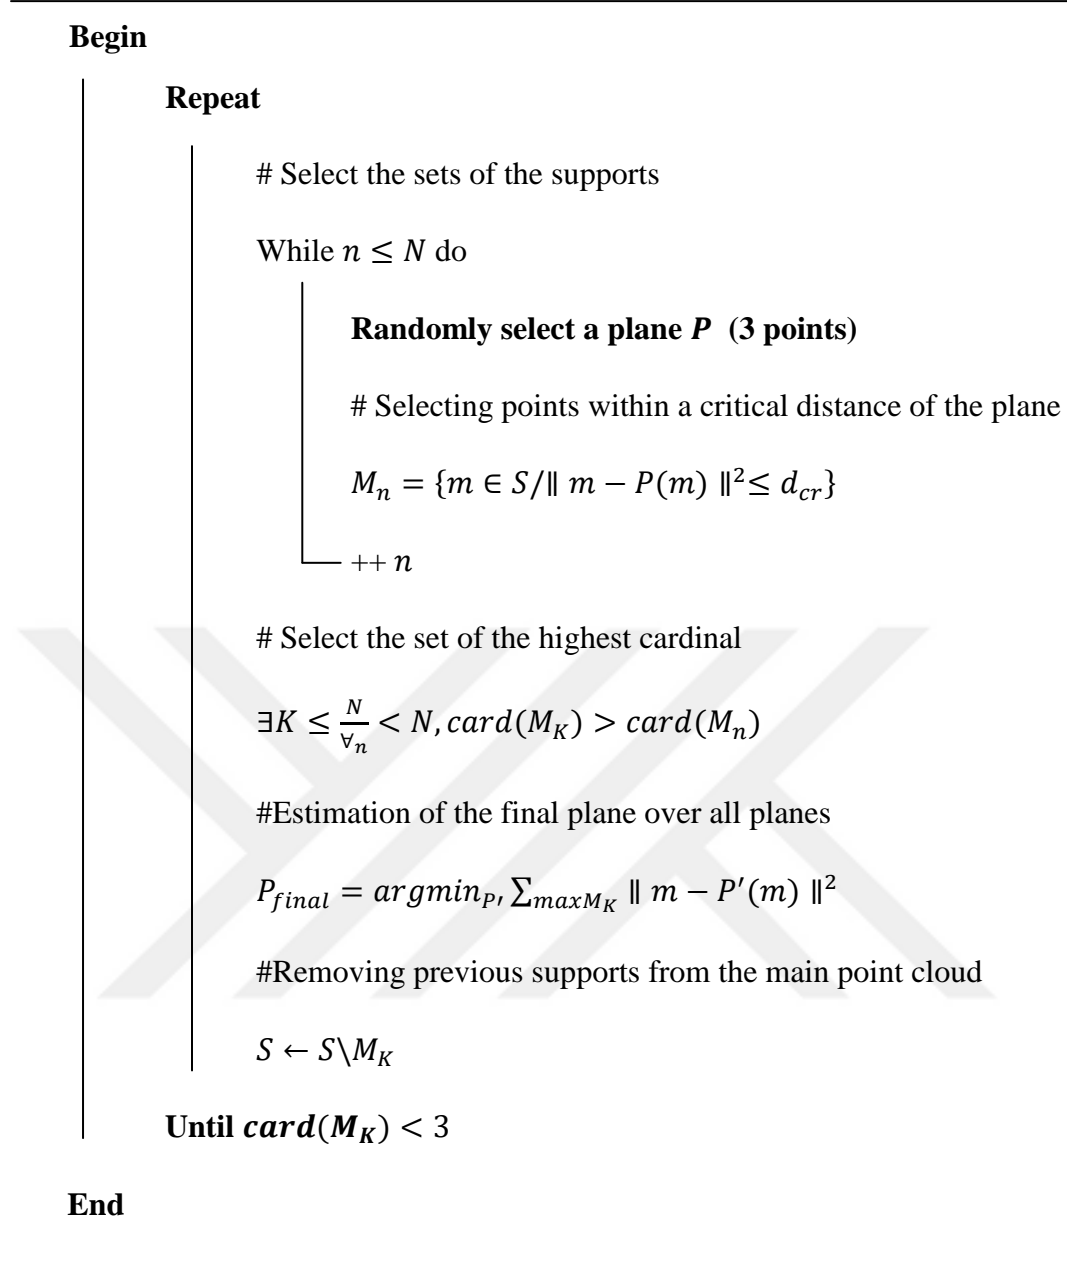 Begin
Repeat
# Select the sets of the supports
While n ≤ N do
Randomly select a plane P (3 points)
# Selecting points within a critical distance of the plane
M_n = {m ∈ S/‖ m − P(m) ‖² ≤ d_cr}
++ n
# Select the set of the highest cardinal
∃K ≤ N/∀_n < N, card(M_K) > card(M_n)
#Estimation of the final plane over all planes
P_final = argmin_P′ ∑_maxM_K ‖ m − P′(m) ‖²
#Removing previous supports from the main point cloud
S ← S\M_K
Until card(M_K) < 3
End